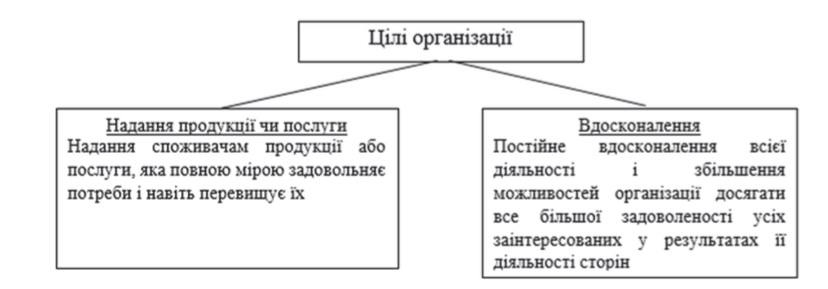 Цілі організації
Надання продукції чи послуги
Надання споживачам продукції або
послуги, яка повною мірою задовольняє
потреби і навіть перевищує їх
Вдосконалення
Постійне вдосконалення всієї
діяльності і збільшення
можливостей організації досягати
все більшої задоволеності усіх
заінтересованих у результатах її
діяльності сторін